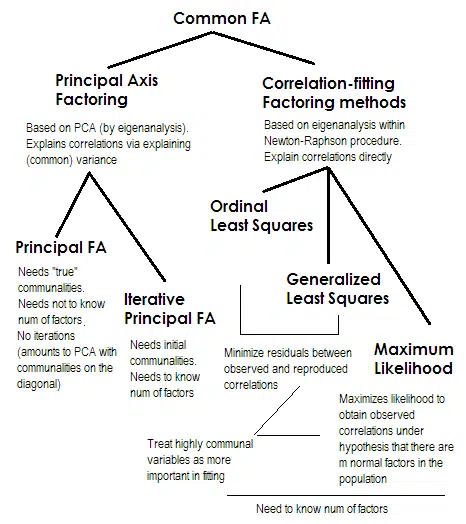 Common FA
Principal Axis
Factoring
Based on PCA (by eigenanalysis).
Explains correlations via explaining
(common) variance
Correlation-fitting
Factoring methods
Based on eigenanalysis within
Newton-Raphson procedure.
Explain correlations directly
Principal FA
Needs "true"
communalities.
Needs not to know
num of factors.
No iterations
(amounts to PCA with
communalities on the
diagonal)
Iterative
Principal FA
Needs initial
communalities.
Needs to know
num of factors
Ordinal
Least Squares
Generalized
Least Squares
Minimize residuals between
observed and reproduced
correlations
Maximum
Likelihood
Maximizes likelihood to
obtain observed
correlations under
hypothesis that there are
m normal factors in the
population
Treat highly communal
variables as more
important in fitting
Need to know num of factors